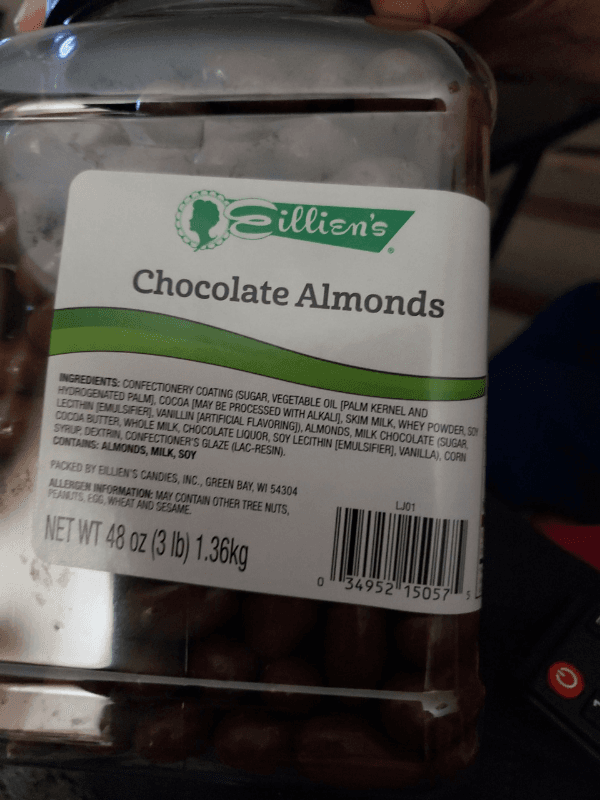 Eillien's
Chocolate Almonds
INGREDIENTS: CONFECTIONERY COATING (SUGAR, VEGETABLE OIL [PALM KERNEL AND
HYDROGENATED PALM], COCOA [MAY BE PROCESSED WITH ALKALI], SKIM MILK, WHEY POWDER, SOY
LECITHIN [EMULSIFIER], VANILLIN [ARTIFICIAL FLAVORING]), ALMONDS, MILK CHOCOLATE (SUGAR,
COCOA BUTTER, WHOLE MILK, CHOCOLATE LIQUOR, SOY LECITHIN [EMULSIFIER], VANILLA), CORN
SYRUP, DEXTRIN, CONFECTIONER'S GLAZE (LAC-RESIN).
CONTAINS: ALMONDS, MILK, SOY
PACKED BY EILLIEN'S CANDIES, INC., GREEN BAY, WI 54304
ALLERGEN INFORMATION: MAY CONTAIN OTHER TREE NUTS,
PEANUTS, EGG, WHEAT AND SESAME.
LJ01
NET WT 48 oz (3 lb) 1.36kg
0 34952 15057 5